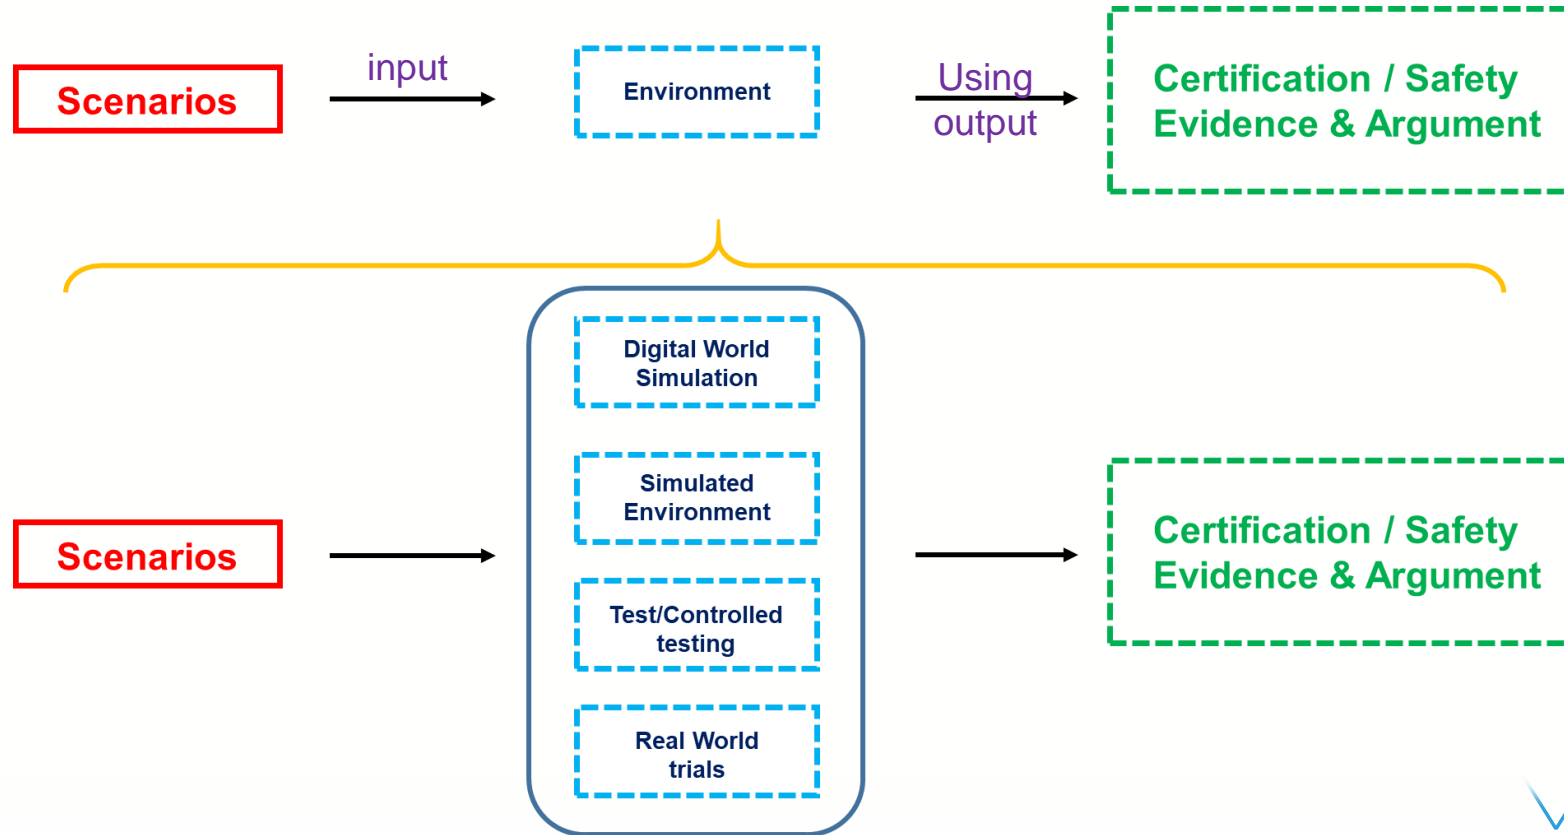 Scenarios
input
Environment
Using
output
Certification / Safety
Evidence & Argument
Scenarios
Digital World
Simulation
Simulated
Environment
Test/Controlled
testing
Real World
trials
Certification / Safety
Evidence & Argument